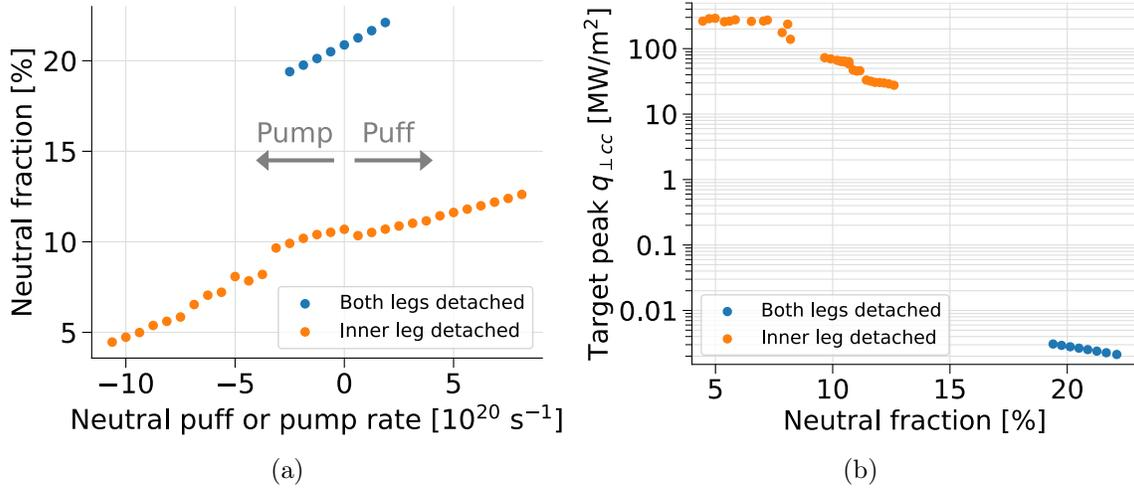 Neutral fraction [%]
20
15
10
5
Pump Puff
Both legs detached
Inner leg detached
−10 −5 0 5
Neutral puff or pump rate [10²⁰ s⁻¹]
(a)
Target peak q⊥cc [MW/m²]
100
10
1
0.1
0.01
Both legs detached
Inner leg detached
5 10 15 20
Neutral fraction [%]
(b)